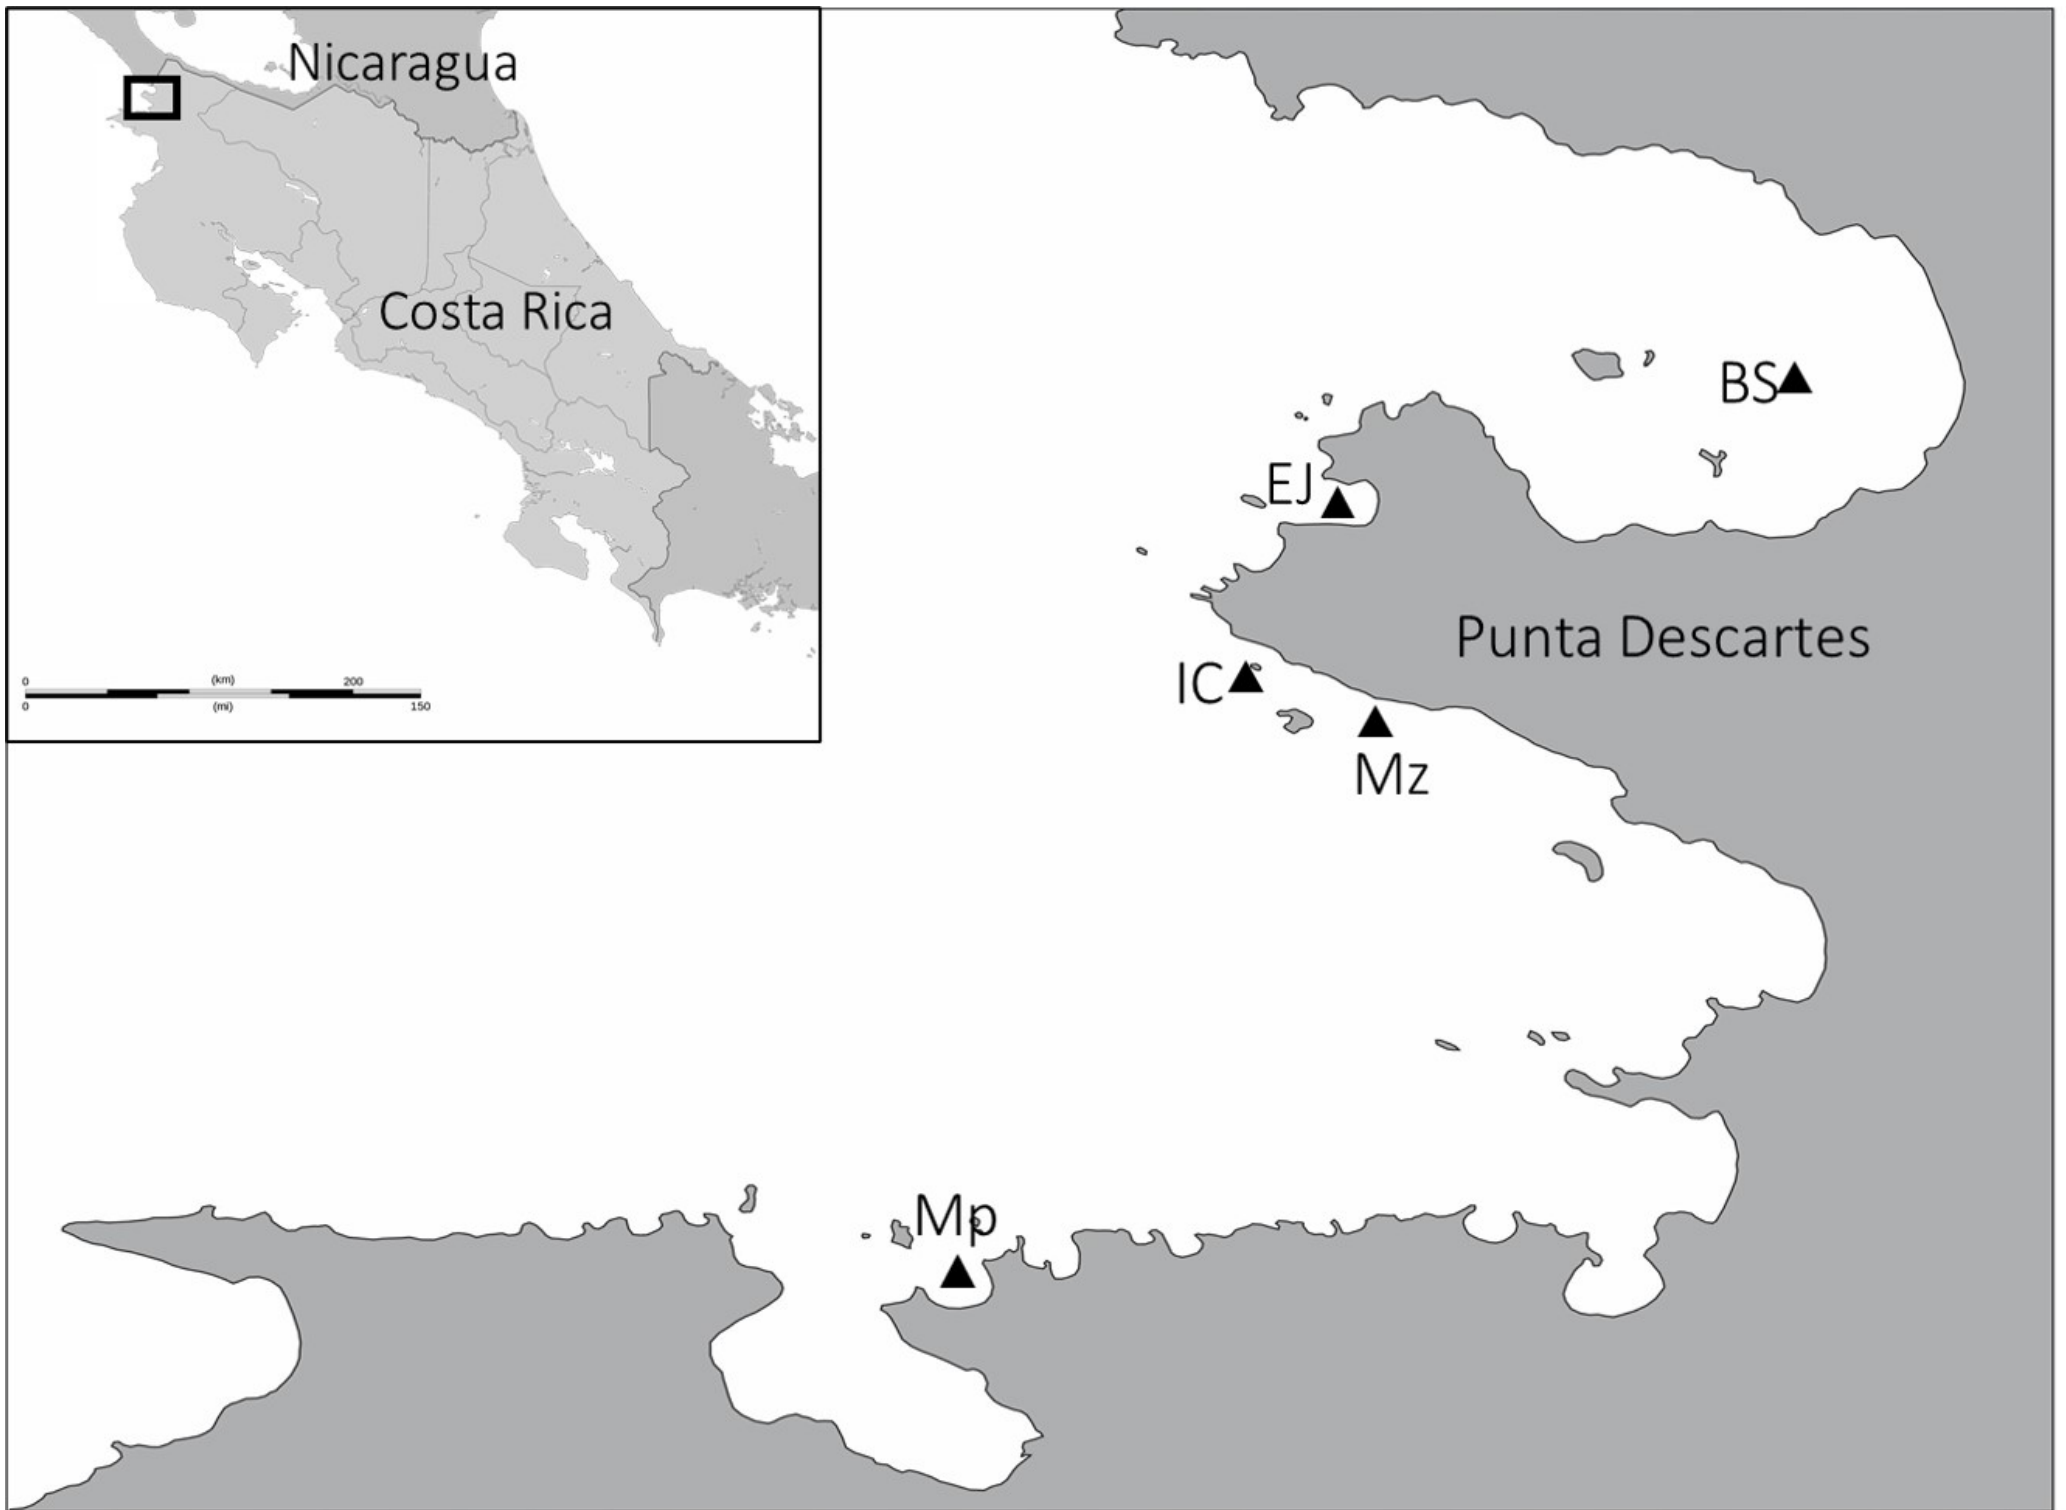 Nicaragua
Costa Rica
0 (km) 200
0 (mi) 150
BS
EJ
Punta Descartes
IC
Mz
Mp